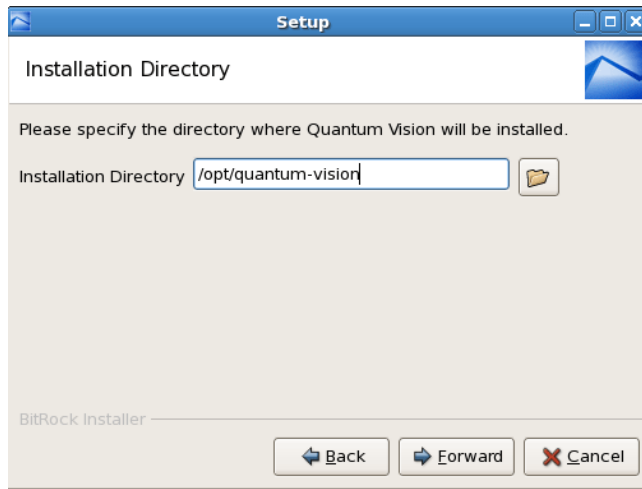 Setup
Installation Directory
Please specify the directory where Quantum Vision will be installed.
Installation Directory /opt/quantum-vision
BitRock Installer
Back Forward Cancel